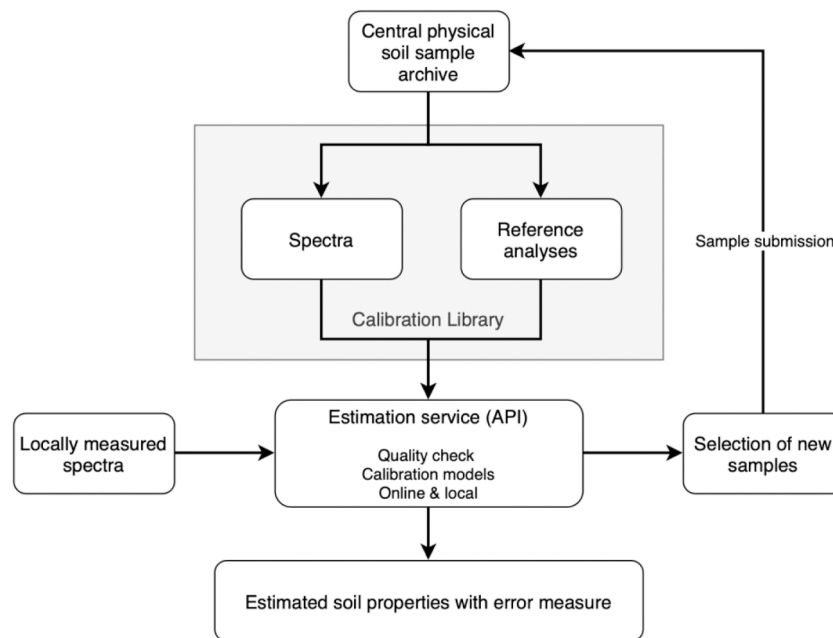 Central physical
soil sample
archive
Spectra
Reference
analyses
Sample submission
Calibration Library
Locally measured
spectra
Estimation service (API)
Quality check
Calibration models
Online & local
Selection of new
samples
Estimated soil properties with error measure